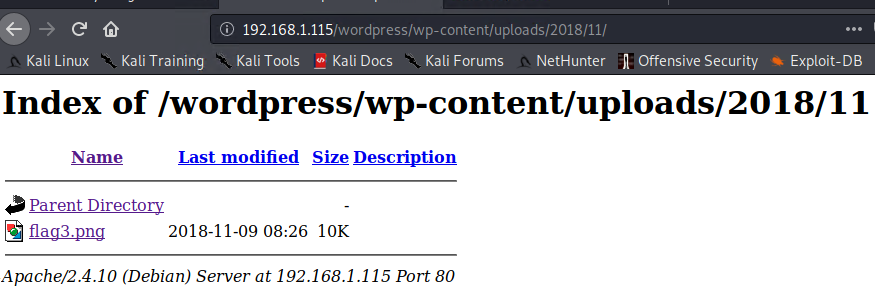 192.168.1.115/wordpress/wp-content/uploads/2018/11/
Kali Linux Kali Training Kali Tools Kali Docs Kali Forums NetHunter Offensive Security Exploit-DB
Index of /wordpress/wp-content/uploads/2018/11
Name Last modified Size Description
Parent Directory -
flag3.png 2018-11-09 08:26 10K
Apache/2.4.10 (Debian) Server at 192.168.1.115 Port 80